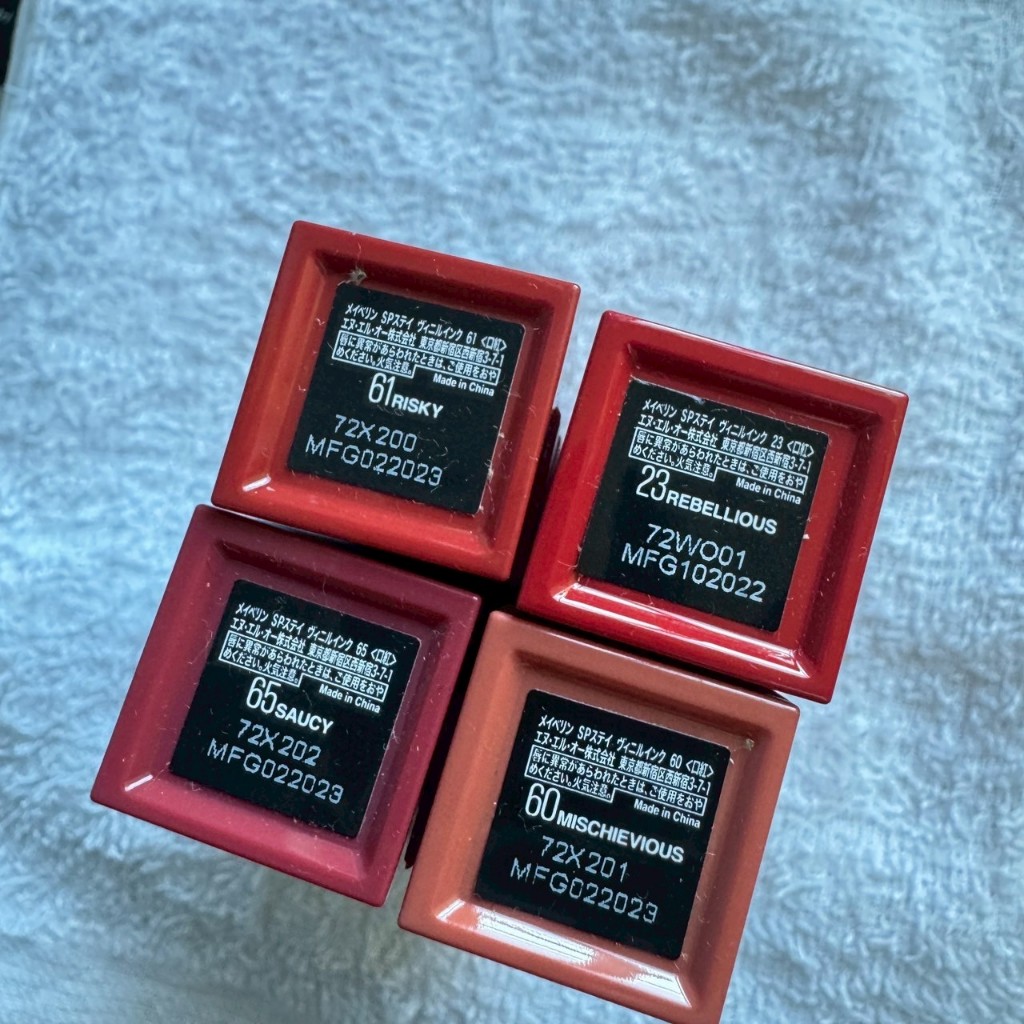 メイベリン SPステイ ヴィニルインク 61 〈口紅〉
エヌ・エル・オー株式会社 東京都新宿区西新宿3-7-1
唇に異常があらわれたときは、ご使用をおや
めください。火気注意。 Made in China
61 RISKY
72X200
MFG022023
メイベリン SPステイ ヴィニルインク 23 〈口紅〉
エヌ・エル・オー株式会社 東京都新宿区西新宿3-7-1
唇に異常があらわれたときは、ご使用をおや
めください。火気注意。 Made in China
23 REBELLIOUS
72WO01
MFG102022
メイベリン SPステイ ヴィニルインク 65 〈口紅〉
エヌ・エル・オー株式会社 東京都新宿区西新宿3-7-1
唇に異常があらわれたときは、ご使用をおや
めください。火気注意。 Made in China
65 SAUCY
72X202
MFG022023
メイベリン SPステイ ヴィニルインク 60 〈口紅〉
エヌ・エル・オー株式会社 東京都新宿区西新宿3-7-1
唇に異常があらわれたときは、ご使用をおや
めください。火気注意。 Made in China
60 MISCHIEVIOUS
72X201
MFG022023